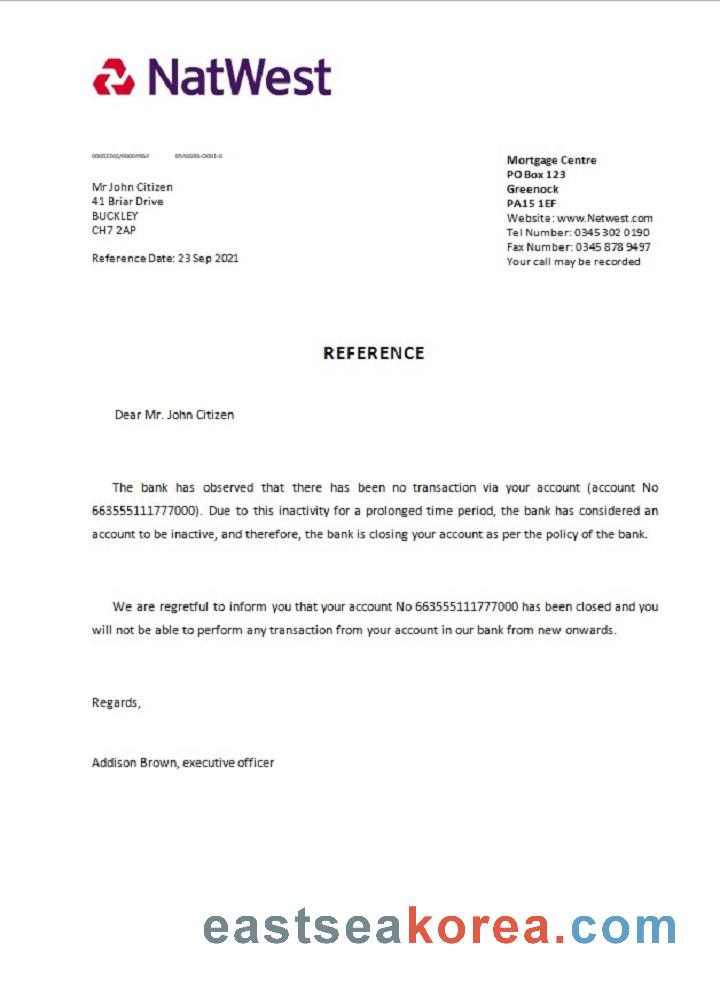 NatWest
Mr John Citizen
41 Briar Drive
BUCKLEY
CH7 2AP
Reference Date: 23 Sep 2021
Mortgage Centre
PO Box 123
Greenock
PA15 1EF
Website: www.Netwest.com
Tel Number: 0345 302 0190
Fax Number: 0345 878 9497
Your call may be recorded
REFERENCE
Dear Mr. John Citizen
The bank has observed that there has been no transaction via your account (account No
663555111777000). Due to this inactivity for a prolonged time period, the bank has considered an
account to be inactive, and therefore, the bank is closing your account as per the policy of the bank.
We are regretful to inform you that your account No 663555111777000 has been closed and you
will not be able to perform any transaction from your account in our bank from new onwards.
Regards,
Addison Brown, executive officer
eastseakorea.com